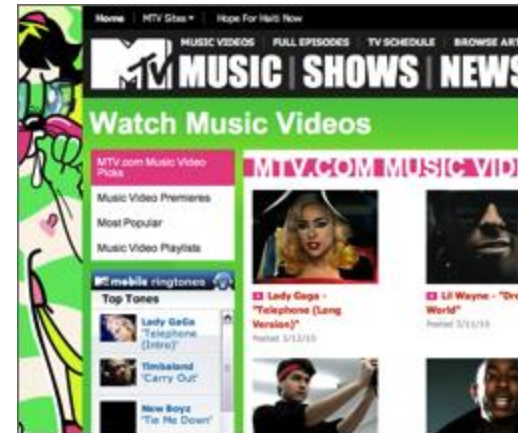 Home | MTV Sites ▾ | Hope For Haiti Now
MUSIC VIDEOS FULL EPISODES TV SCHEDULE BROWSE ART
MTV MUSIC | SHOWS | NEWS
Watch Music Videos
MTV.com Music Video
Picks
Music Video Premieres
Most Popular
Music Video Playlists
MTV.COM MUSIC VID
Lady Gaga -
"Telephone (Long
Version)"
Posted 3/12/10
Lil Wayne - "Dr
World"
Posted 3/11/10
mobile ringtones
Top Tones
Lady GaGa
'Telephone
(Intro)'
Timbaland
'Carry Out'
New Boyz
'Tie Me Down'